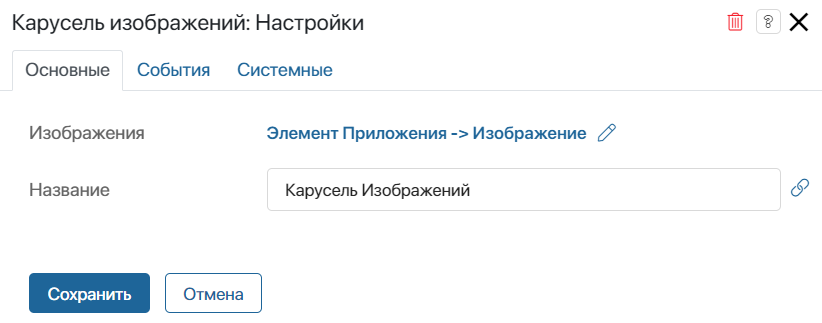 Карусель изображений: Настройки
?
Основные События Системные
Изображения Элемент Приложения -> Изображение
Название Карусель Изображений
Сохранить Отмена